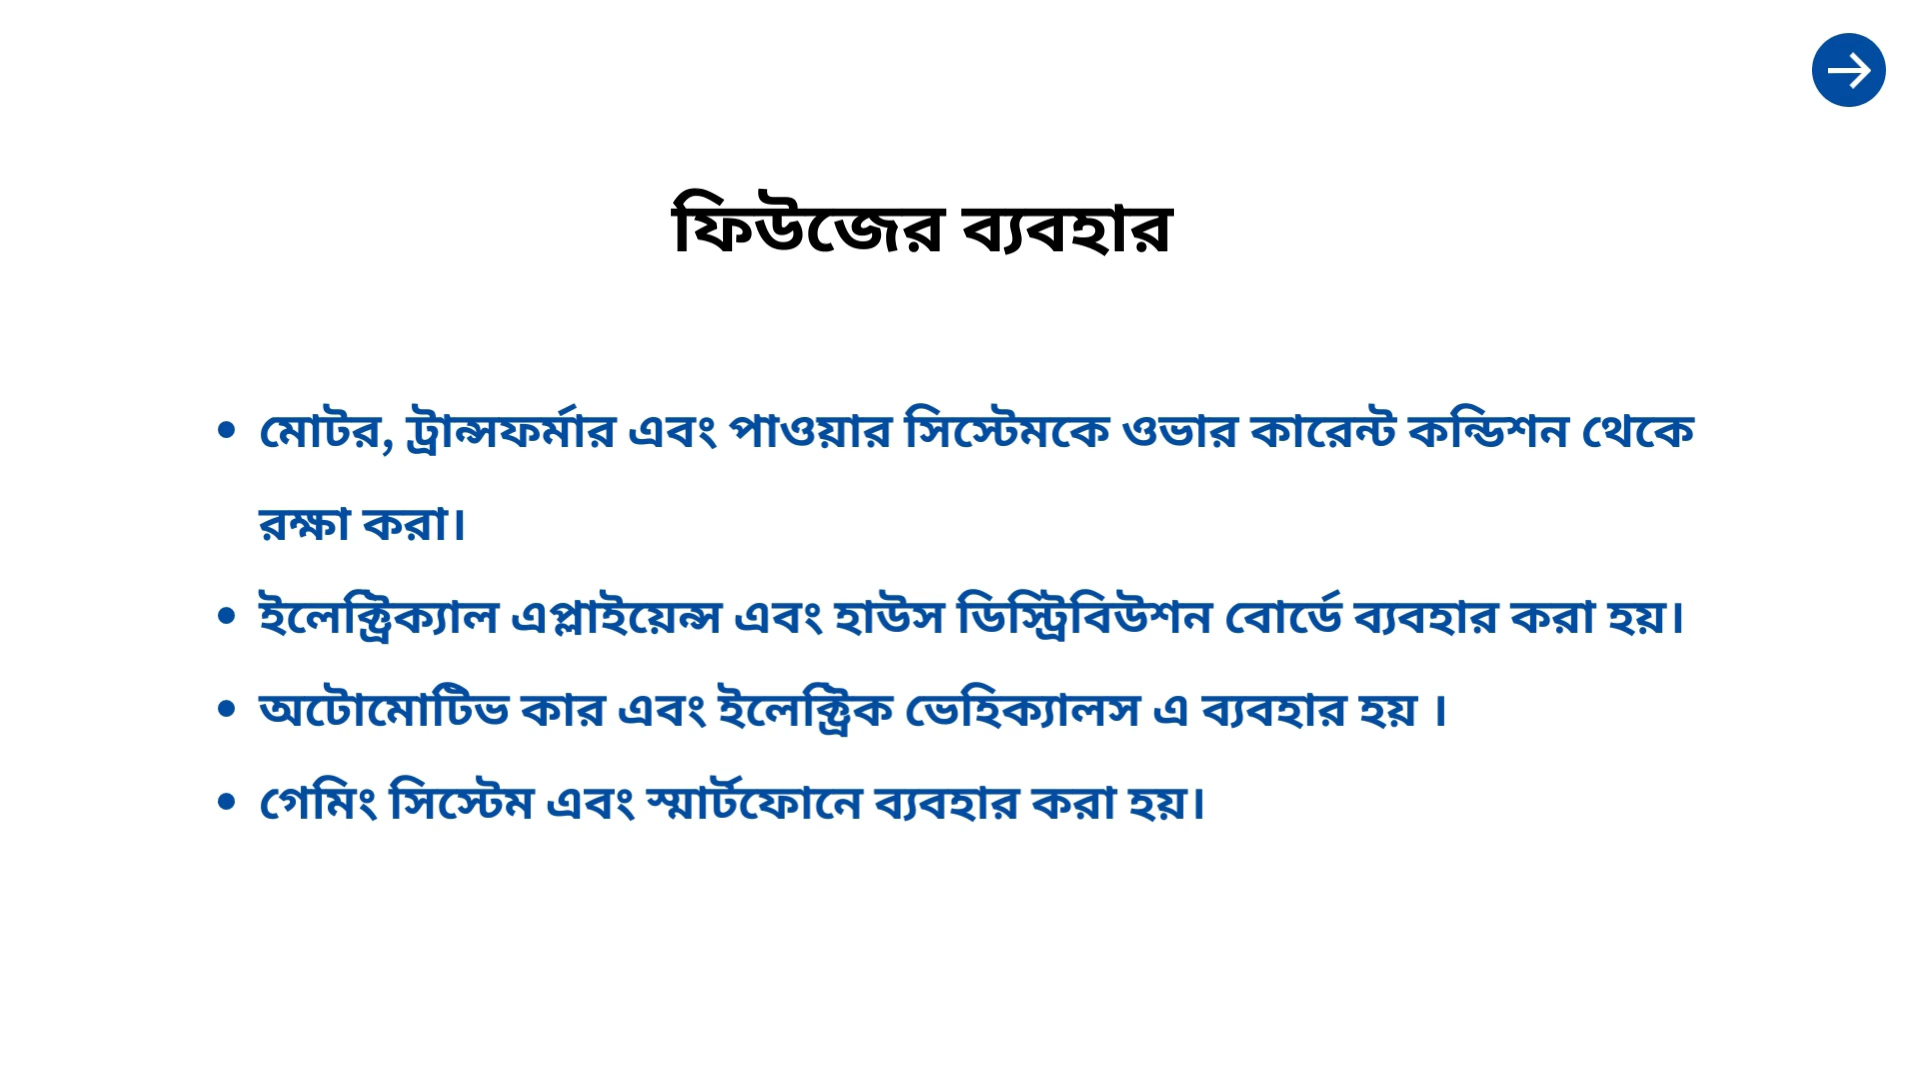 ফিউজের ব্যবহার
• মোটর, ট্রান্সফর্মার এবং পাওয়ার সিস্টেমকে ওভার কারেন্ট কন্ডিশন থেকে
রক্ষা করা।
• ইলেক্ট্রিক্যাল এপ্লাইয়েন্স এবং হাউস ডিস্ট্রিবিউশন বোর্ডে ব্যবহার করা হয়।
• অটোমোটিভ কার এবং ইলেক্ট্রিক ভেহিক্যালস এ ব্যবহার হয় ।
• গেমিং সিস্টেম এবং স্মার্টফোনে ব্যবহার করা হয়।